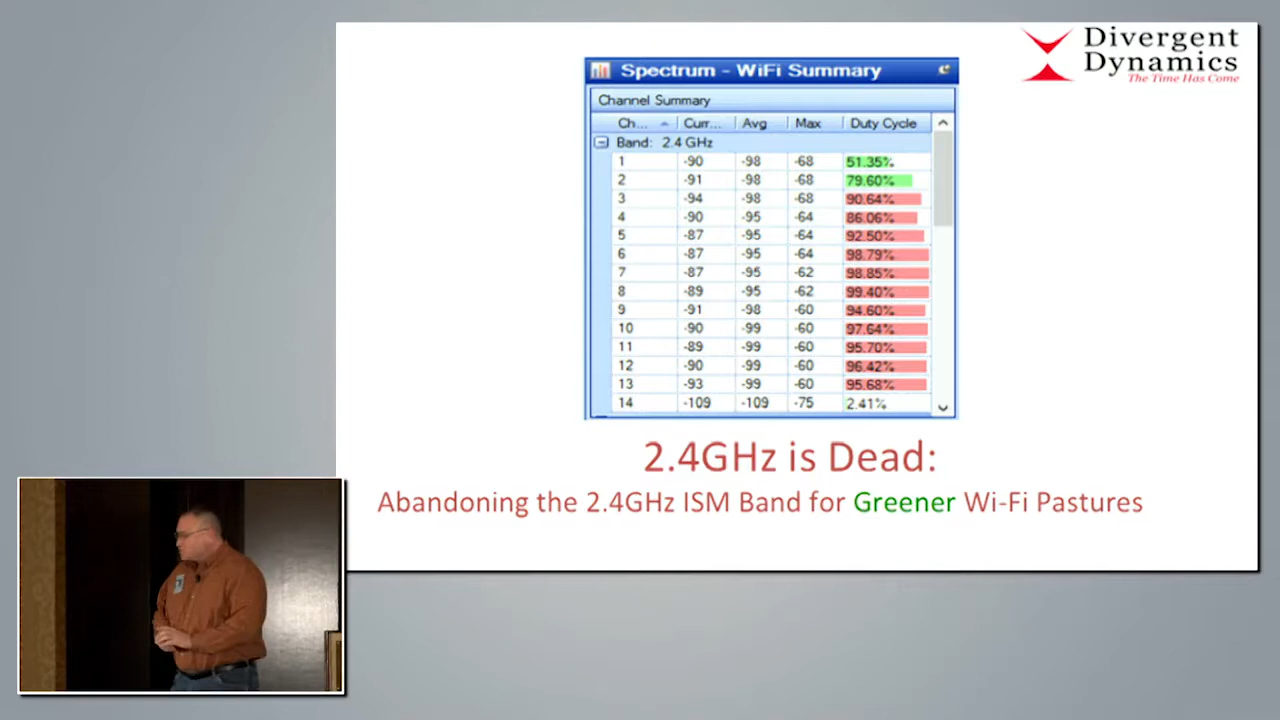 Divergent
Dynamics
The Time Has Come
Spectrum - WiFi Summary
Channel Summary
Ch... Curr... Avg Max Duty Cycle
Band: 2.4 GHz
1 -90 -98 -68 51.35%
2 -91 -98 -68 79.60%
3 -94 -98 -68 90.64%
4 -90 -95 -64 86.06%
5 -87 -95 -64 92.50%
6 -87 -95 -64 98.79%
7 -87 -95 -62 98.85%
8 -89 -95 -62 99.40%
9 -91 -98 -60 94.60%
10 -90 -99 -60 97.64%
11 -89 -99 -60 95.70%
12 -90 -99 -60 96.42%
13 -93 -99 -60 95.68%
14 -109 -109 -75 2.41%
2.4GHz is Dead:
Abandoning the 2.4GHz ISM Band for Greener Wi-Fi Pastures